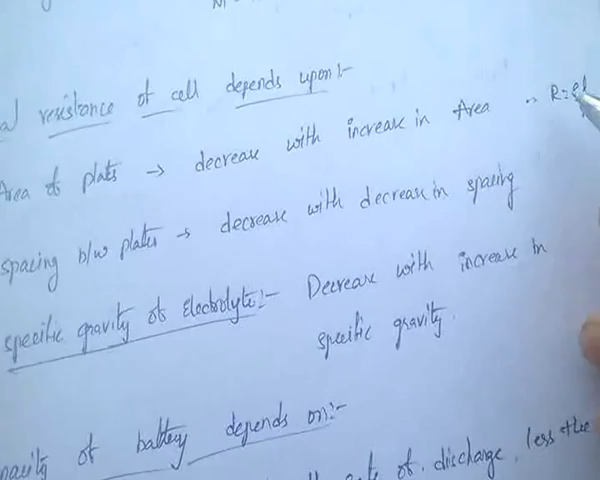 resistance of cell depends upon :-
Area of plates → decrease with increase in Area ∵ R = ρl
spacing b/w plates → decrease with decrease in spacing
specific gravity of Electrolyte :- Decrease with increase in
specific gravity.
of battery depends on :-
of discharge, less the